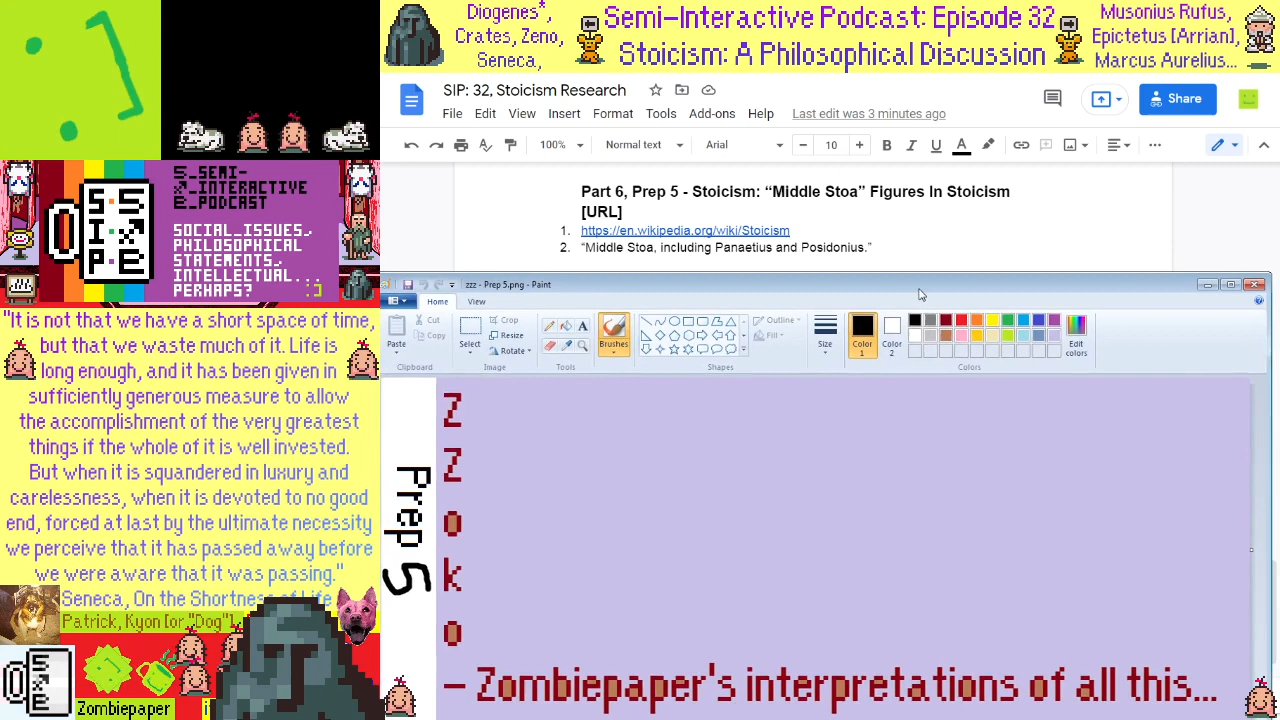 Diogenes*,
Crates, Zeno,
Seneca,
Semi-Interactive Podcast: Episode 32
Stoicism: A Philosophical Discussion
Musonius Rufus,
Epictetus [Arrian],
Marcus Aurelius...
SIP: 32, Stoicism Research
File Edit View Insert Format Tools Add-ons Help Last edit was 3 minutes ago
Share
100% Normal text Arial 10 B I U A
Part 6, Prep 5 - Stoicism: “Middle Stoa” Figures In Stoicism
[URL]
1. https://en.wikipedia.org/wiki/Stoicism
2. “Middle Stoa, including Panaetius and Posidonius.”
zzz - Prep 5.png - Paint
Home View
Paste Cut Copy
Select Crop Resize Rotate
Brushes
Outline Fill
Size
Color 1
Color 2
Edit colors
Clipboard Image Tools Shapes Colors
Prep 5
Z
Z
o
k
o
- Zombiepaper's interpretations of all this...
S_SEMI-
_INTERACTIVE
_PODCAST
SOCIAL_ISSUES,
PHILOSOPHICAL
STATEMENTS,
INTELLECTUAL...
PERHAPS? :]
"It is not that we have a short space of time,
but that we waste much of it. Life is
long enough, and it has been given in
sufficiently generous measure to allow
the accomplishment of the very greatest
things if the whole of it is well invested.
But when it is squandered in luxury and
carelessness, when it is devoted to no good
end, forced at last by the ultimate necessity
we perceive that it has passed away before
we were aware that it was passing."
Seneca, On the Shortness of Life
Patrick, Kyon [or "Dog"],
Zombiepaper